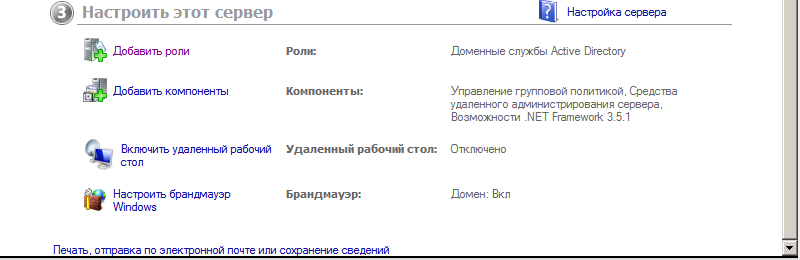 3 Настроить этот сервер
Настройка сервера
Добавить роли
Роли:
Доменные службы Active Directory
Добавить компоненты
Компоненты:
Управление групповой политикой, Средства
удаленного администрирования сервера,
Возможности .NET Framework 3.5.1
Включить удаленный рабочий
стол
Удаленный рабочий стол:
Отключено
Настроить брандмауэр
Windows
Брандмауэр:
Домен: Вкл
Печать, отправка по электронной почте или сохранение сведений